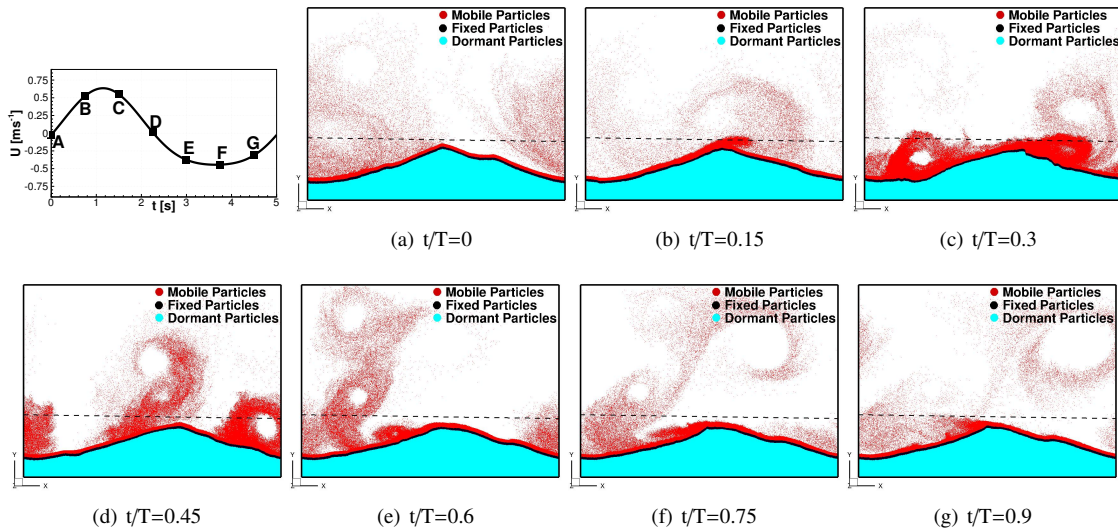 0.75
0.5
0.25
0
-0.25
-0.5
-0.75
U [ms⁻¹]
A
B
C
D
E
F
G
0 1 2 3 4 5
t [s]
Mobile Particles
Fixed Particles
Dormant Particles
Y
Z X
(a) t/T=0
Mobile Particles
Fixed Particles
Dormant Particles
Y
Z X
(b) t/T=0.15
Mobile Particles
Fixed Particles
Dormant Particles
Y
Z X
(c) t/T=0.3
Mobile Particles
Fixed Particles
Dormant Particles
Y
Z X
(d) t/T=0.45
Mobile Particles
Fixed Particles
Dormant Particles
Y
Z X
(e) t/T=0.6
Mobile Particles
Fixed Particles
Dormant Particles
Y
Z X
(f) t/T=0.75
Mobile Particles
Fixed Particles
Dormant Particles
Y
Z X
(g) t/T=0.9